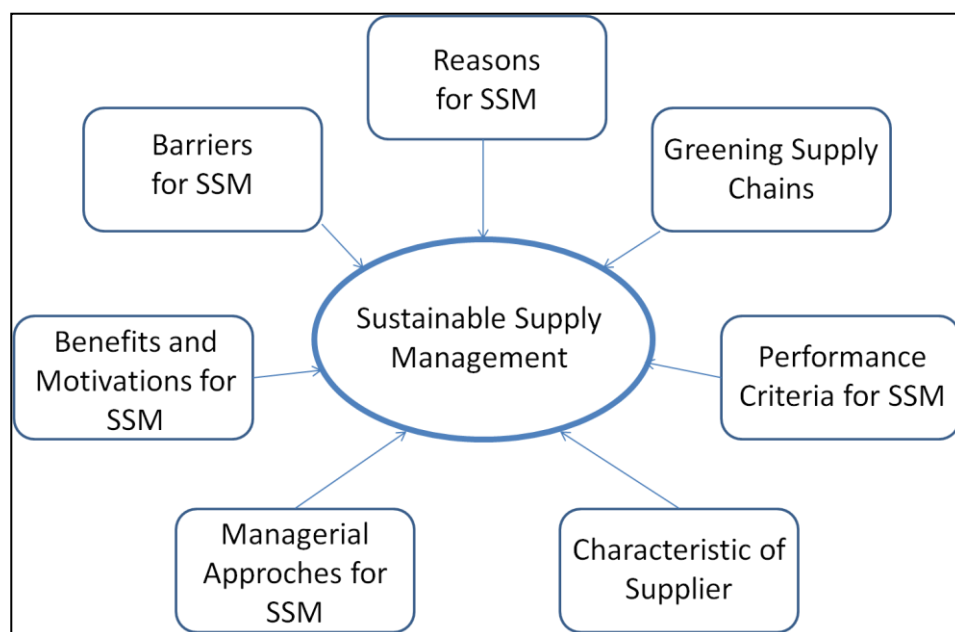 Reasons
for SSM
Barriers
for SSM
Greening Supply
Chains
Sustainable Supply
Management
Benefits and
Motivations for
SSM
Performance
Criteria for SSM
Managerial
Approches for
SSM
Characteristic of
Supplier